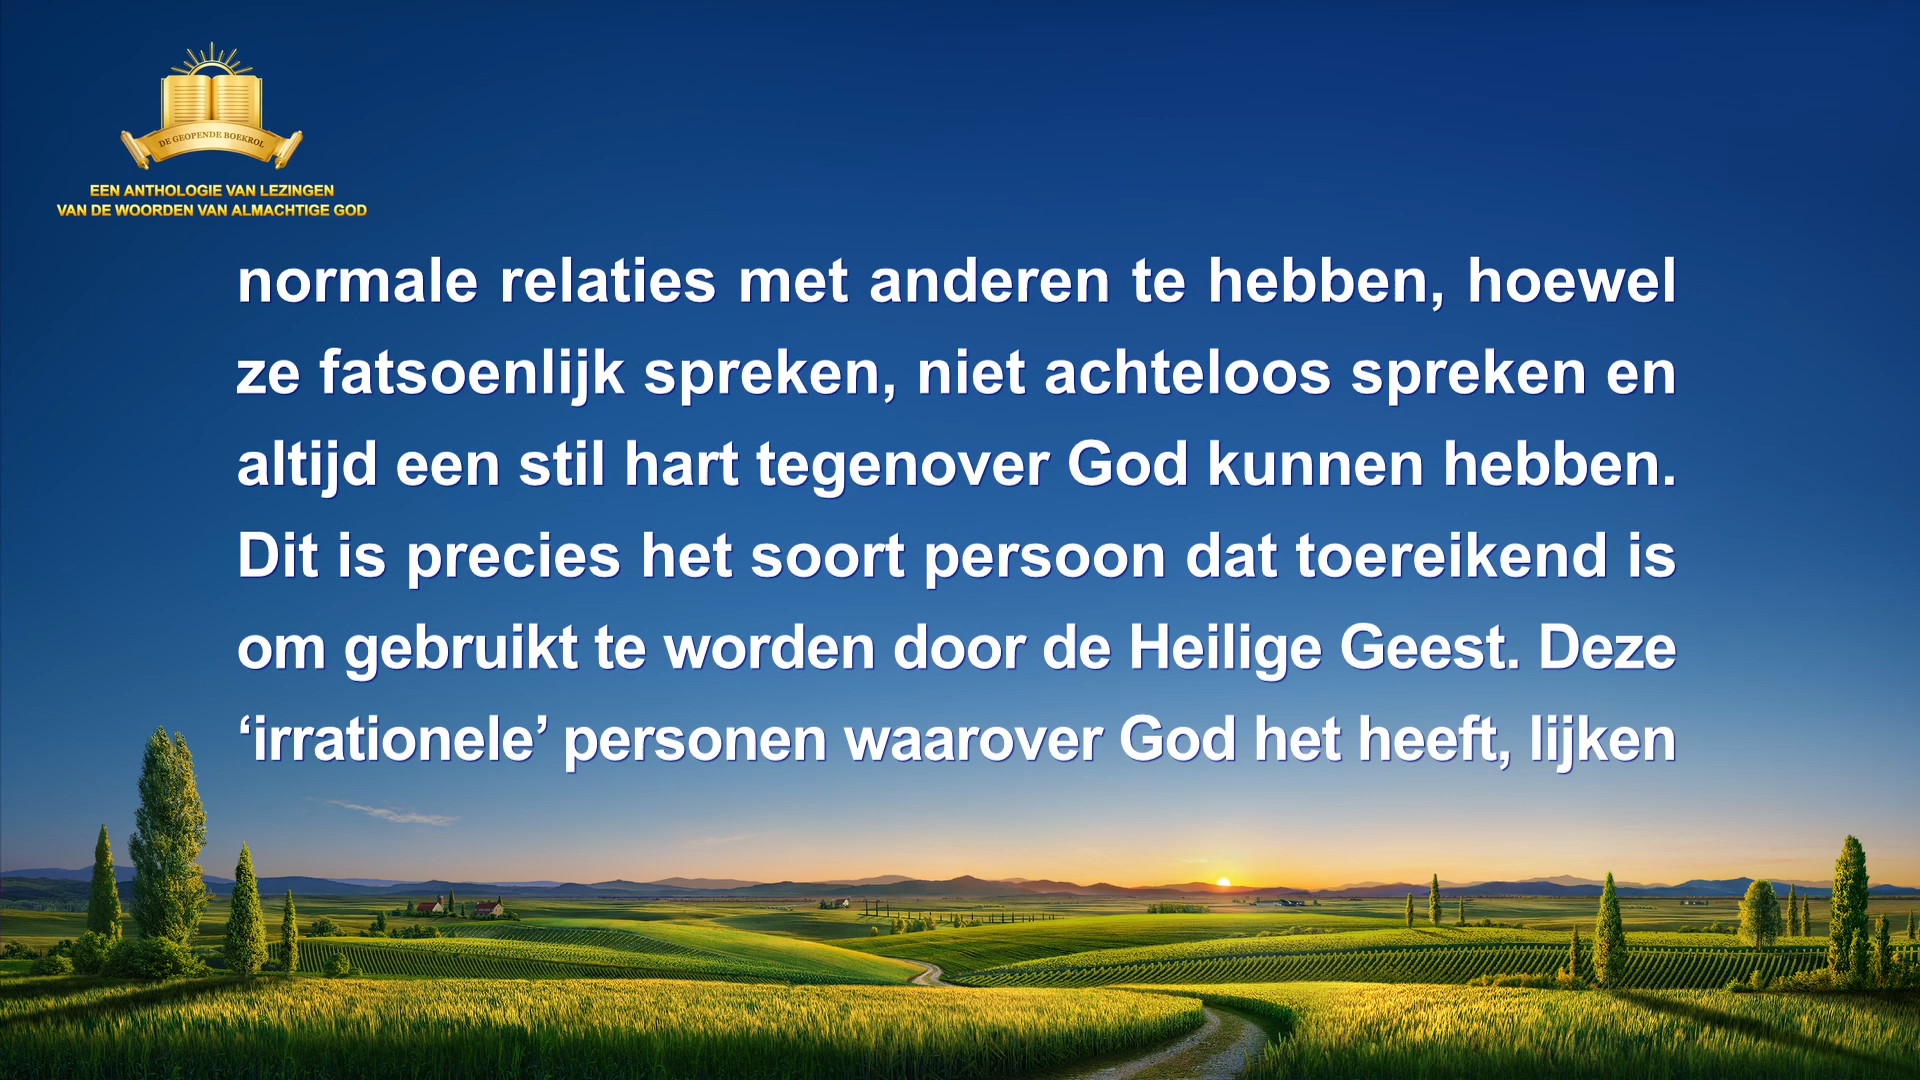 DE GEOPENDE BOEKROL
EEN ANTHOLOGIE VAN LEZINGEN
VAN DE WOORDEN VAN ALMACHTIGE GOD
normale relaties met anderen te hebben, hoewel
ze fatsoenlijk spreken, niet achteloos spreken en
altijd een stil hart tegenover God kunnen hebben.
Dit is precies het soort persoon dat toereikend is
om gebruikt te worden door de Heilige Geest. Deze
‘irrationele’ personen waarover God het heeft, lijken